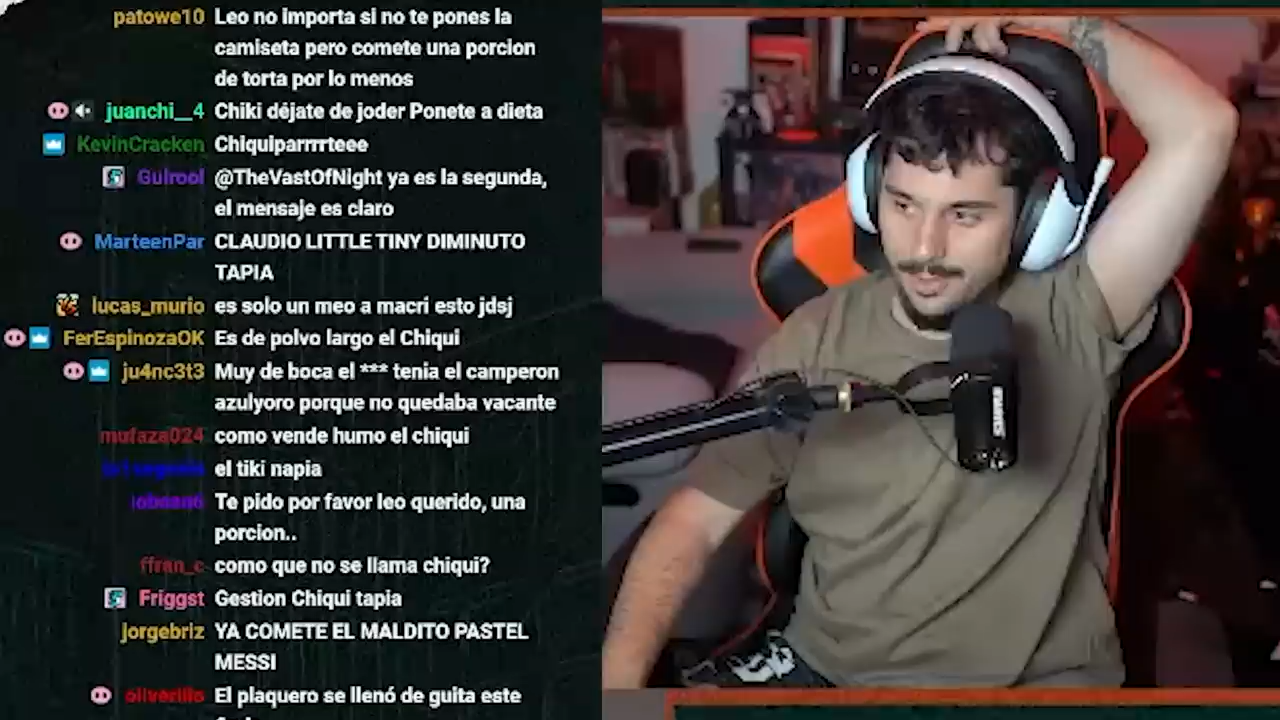 patowe10 Leo no importa si no te pones la
camiseta pero comete una porcion
de torta por lo menos
juanchi__4 Chiki déjate de joder Ponete a dieta
KevinCracken Chiquiparrrrteee
Gulrool @TheVastOfNight ya es la segunda,
el mensaje es claro
MarteenPar CLAUDIO LITTLE TINY DIMINUTO
TAPIA
lucas_murio es solo un meo a macri esto jdsj
FerEspinozaOK Es de polvo largo el Chiqui
ju4nc3t3 Muy de boca el *** tenia el camperon
azulyoro porque no quedaba vacante
mufaza024 como vende humo el chiqui
el tiki napia
Te pido por favor leo querido, una
porcion..
ffran_c como que no se llama chiqui?
Friggst Gestion Chiqui tapia
jorgebriz YA COMETE EL MALDITO PASTEL
MESSI
El plaquero se llenó de guita este